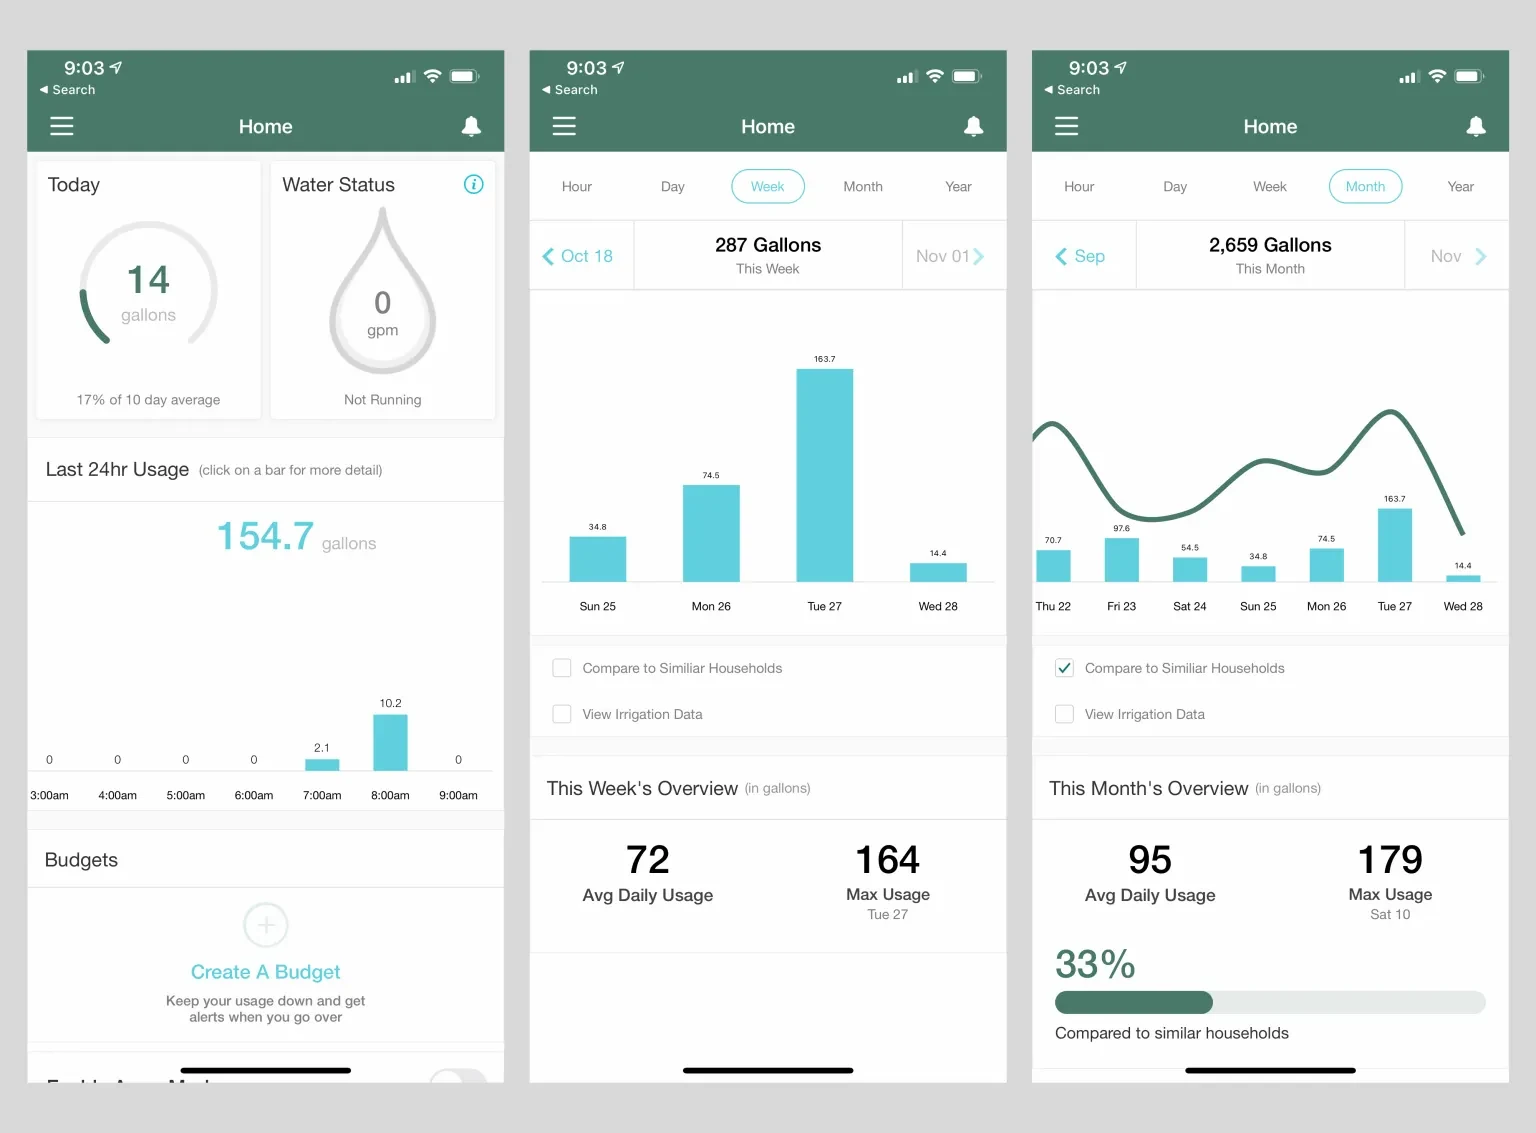 9:03
◀ Search
Home
Today
14
gallons
17% of 10 day average
Water Status
0
gpm
Not Running
Last 24hr Usage (click on a bar for more detail)
154.7 gallons
0 0 0 0 2.1 10.2 0
3:00am 4:00am 5:00am 6:00am 7:00am 8:00am 9:00am
Budgets
Create A Budget
Keep your usage down and get
alerts when you go over
9:03
◀ Search
Home
Hour Day Week Month Year
Oct 18
287 Gallons
This Week
Nov 01
34.8 74.5 163.7 14.4
Sun 25 Mon 26 Tue 27 Wed 28
Compare to Similiar Households
View Irrigation Data
This Week's Overview (in gallons)
72
Avg Daily Usage
164
Max Usage
Tue 27
9:03
◀ Search
Home
Hour Day Week Month Year
Sep
2,659 Gallons
This Month
Nov
70.7 97.6 54.5 34.8 74.5 163.7 14.4
Thu 22 Fri 23 Sat 24 Sun 25 Mon 26 Tue 27 Wed 28
Compare to Similiar Households
View Irrigation Data
This Month's Overview (in gallons)
95
Avg Daily Usage
179
Max Usage
Sat 10
33%
Compared to similar households